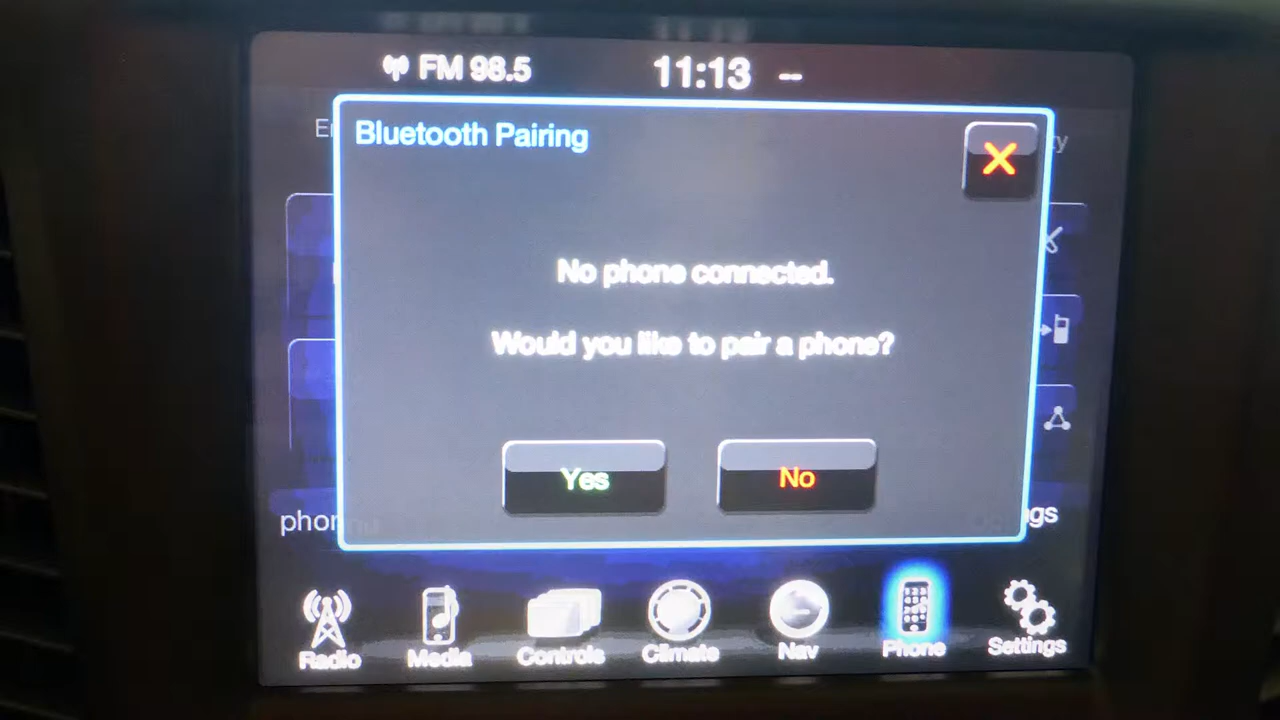 FM 98.5 11:13 --
Bluetooth Pairing
No phone connected.
Would you like to pair a phone?
Yes No
Radio Media Controls Climate Nav Phone Settings